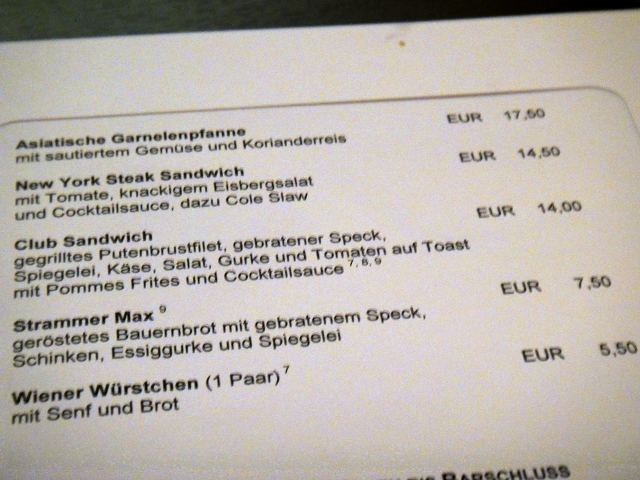 Asiatische Garnelenpfanne EUR 17,50
mit sautiertem Gemüse und Korianderreis
New York Steak Sandwich EUR 14,50
mit Tomate, knackigem Eisbergsalat
und Cocktailsauce, dazu Cole Slaw
Club Sandwich EUR 14,00
gegrilltes Putenbrustfilet, gebratener Speck,
Spiegelei, Käse, Salat, Gurke und Tomaten auf Toast
mit Pommes Frites und Cocktailsauce 7, 8, 9
Strammer Max 9 EUR 7,50
geröstetes Bauernbrot mit gebratenem Speck,
Schinken, Essiggurke und Spiegelei
Wiener Würstchen (1 Paar) 7 EUR 5,50
mit Senf und Brot
BARSCHLUSS